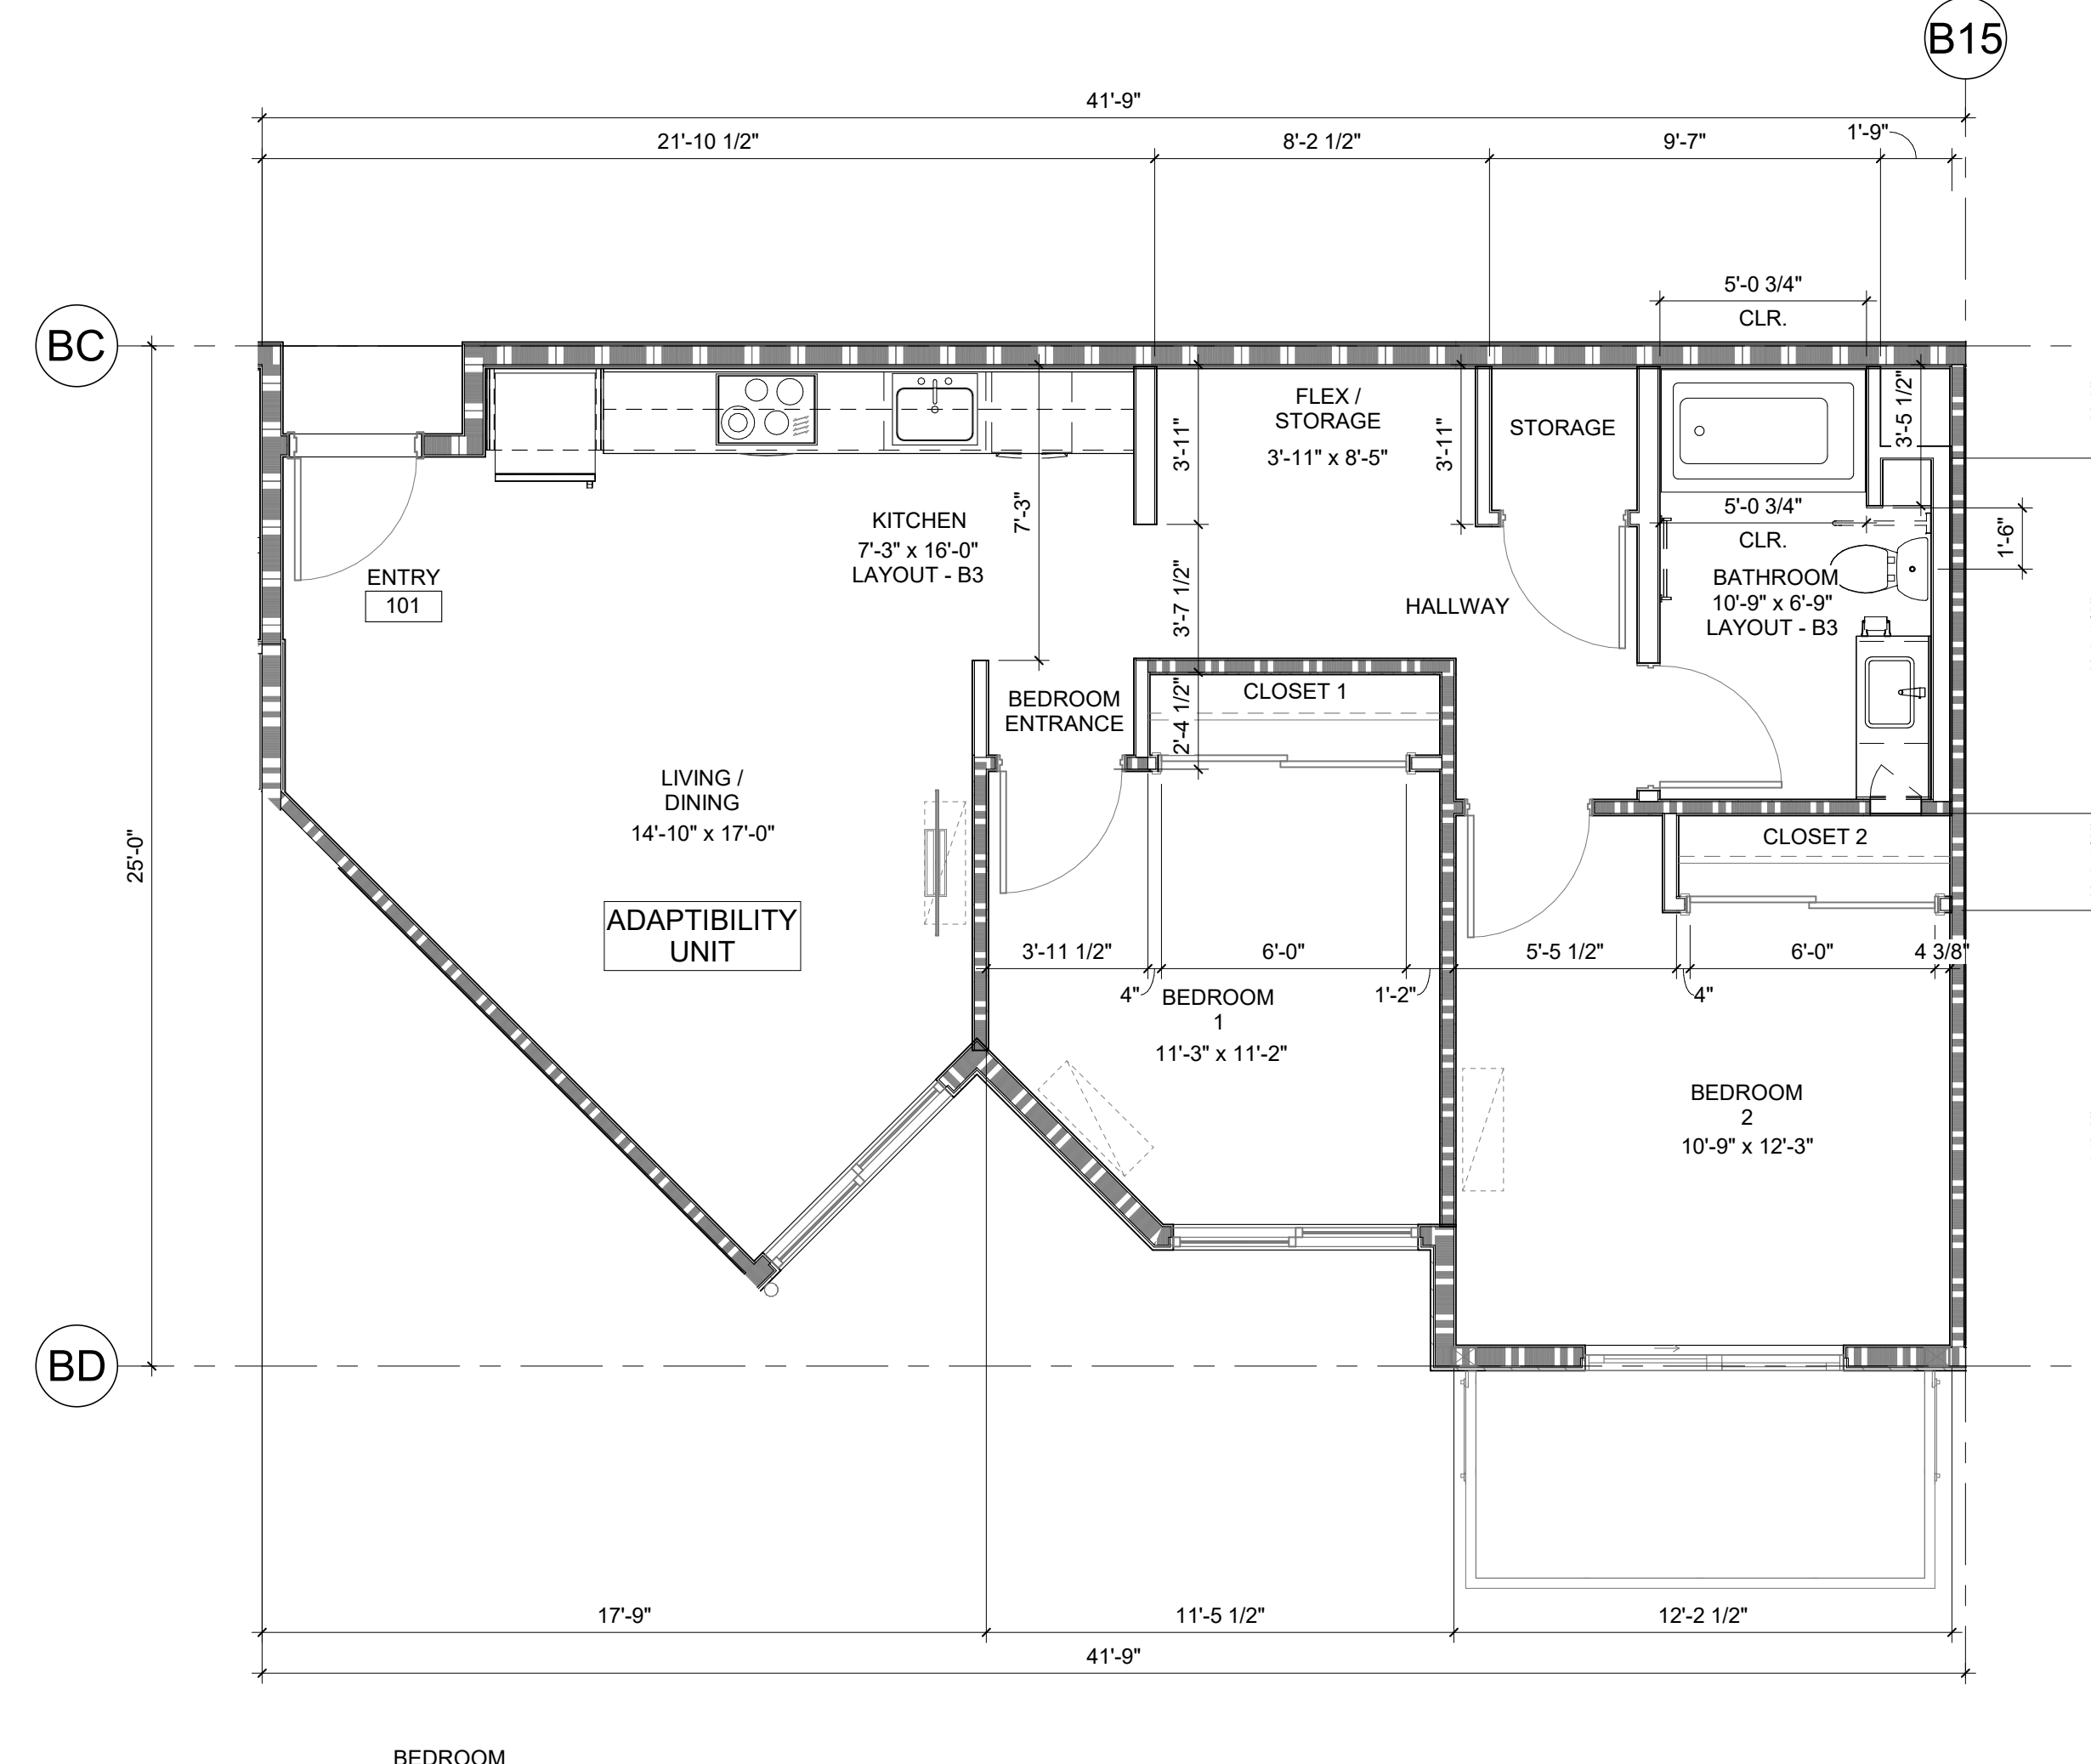 B15
41'-9"
21'-10 1/2"
8'-2 1/2"
9'-7"
1'-9"
5'-0 3/4"
CLR.
BC
FLEX /
STORAGE
3'-11" x 8'-5"
STORAGE
3'-11"
3'-11"
3'-5 1/2"
7'-3"
KITCHEN
7'-3" x 16'-0"
LAYOUT - B3
5'-0 3/4"
CLR.
1'-6"
ENTRY
101
BATHROOM
10'-9" x 6'-9"
LAYOUT - B3
3'-7 1/2"
HALLWAY
BEDROOM
ENTRANCE
2'-4 1/2"
CLOSET 1
LIVING /
DINING
14'-10" x 17'-0"
CLOSET 2
25'-0"
ADAPTIBILITY
UNIT
3'-11 1/2"
6'-0"
5'-5 1/2"
6'-0"
4 3/8"
4"
1'-2"
4"
BEDROOM
1
11'-3" x 11'-2"
BEDROOM
2
10'-9" x 12'-3"
BD
17'-9"
11'-5 1/2"
12'-2 1/2"
41'-9"
BEDROOM